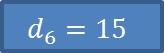 d₆ = 15